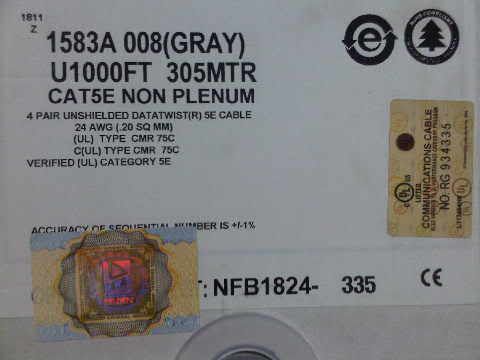 1811
Z
1583A 008(GRAY)
U1000FT 305MTR
CAT5E NON PLENUM
4 PAIR UNSHIELDED DATATWIST(R) 5E CABLE
24 AWG (.20 SQ MM)
(UL) TYPE CMR 75C
C(UL) TYPE CMR 75C
VERIFIED (UL) CATEGORY 5E
ACCURACY OF SEQUENTIAL NUMBER IS +/-1%
T: NFB1824- 335
CE
COMMUNICATIONS CABLE
NO. RG 934335
LISTED